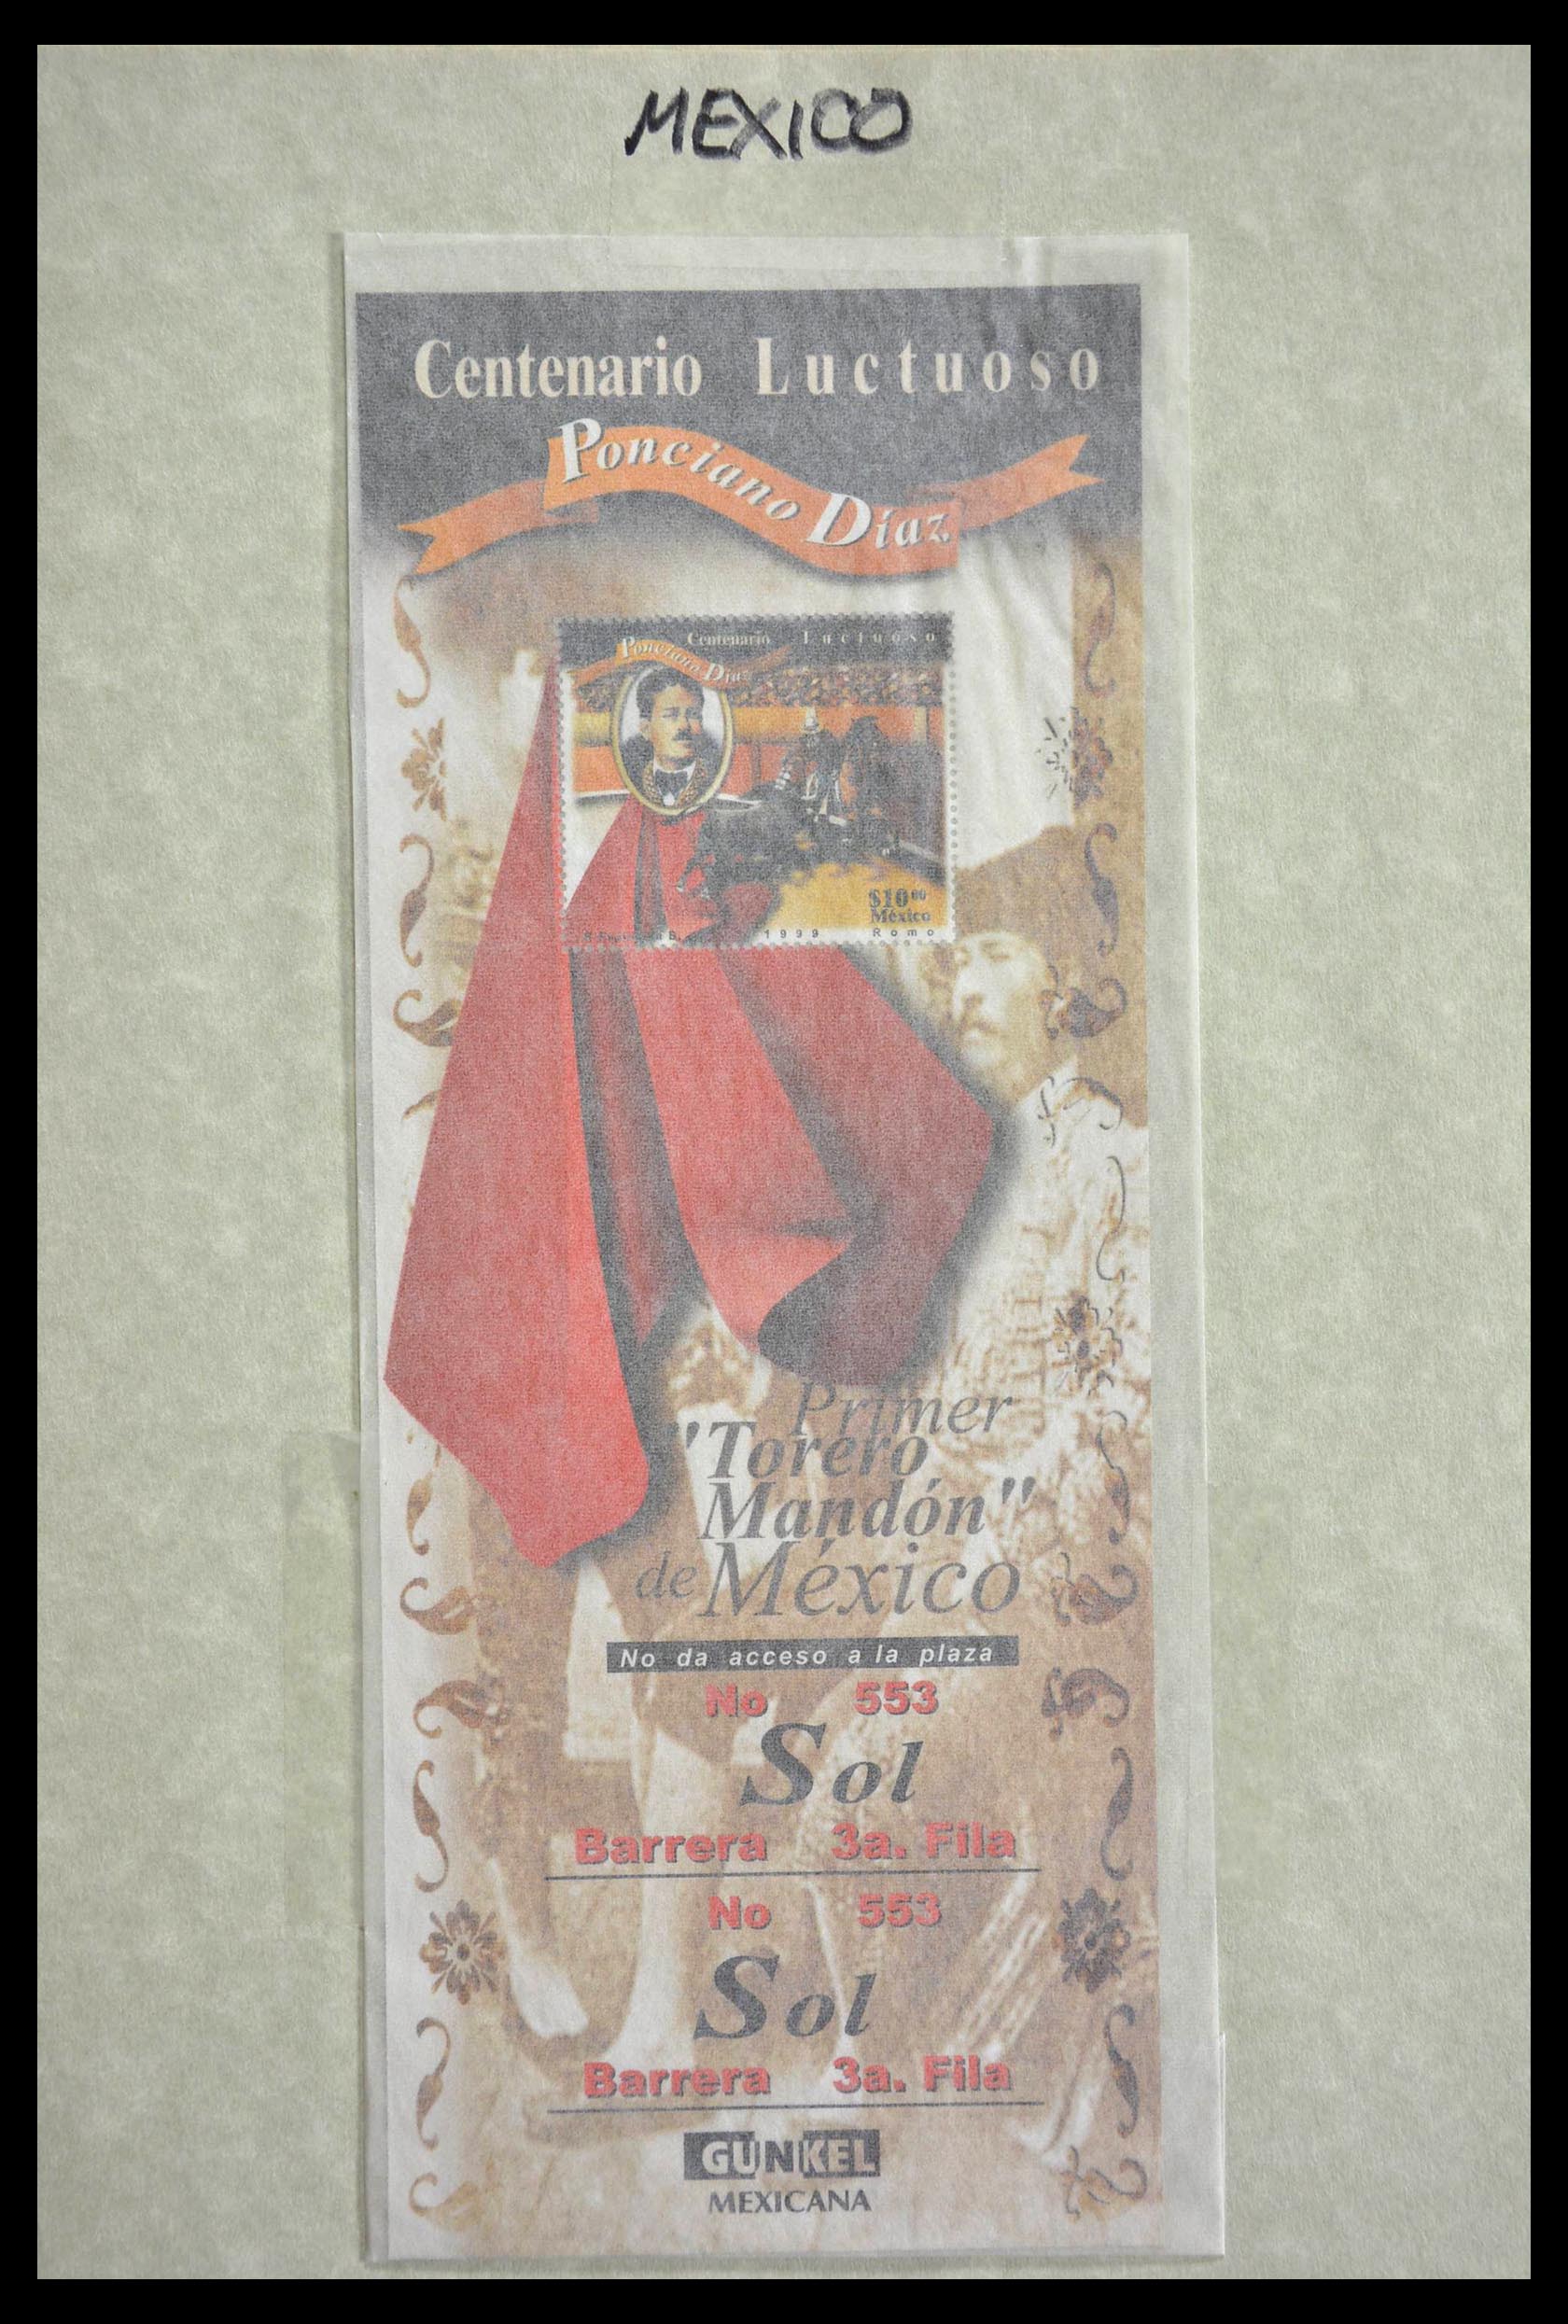 MEXICO
Centenario Luctuoso
Ponciano Díaz
Centenario Luctuoso
Ponciano Díaz
$10.00
México
1999 Romo
Primer
"Torero
Mandón"
de México
No da acceso a la plaza
No 553
Sol
Barrera 3a. Fila
No 553
Sol
Barrera 3a. Fila
GUNKEL
MEXICANA